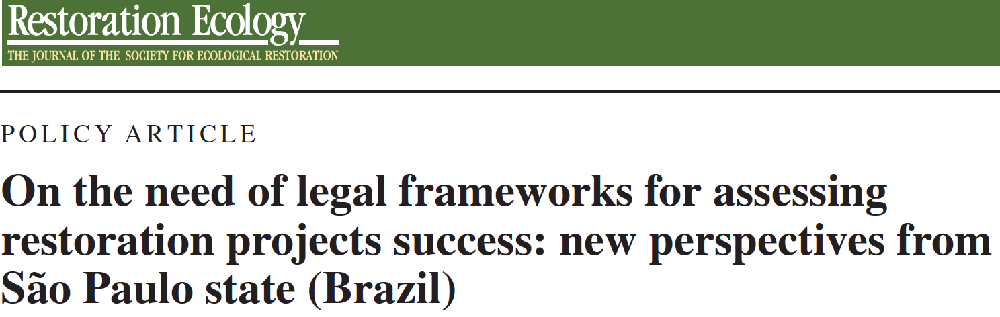 Restoration Ecology
THE JOURNAL OF THE SOCIETY FOR ECOLOGICAL RESTORATION
POLICY ARTICLE
On the need of legal frameworks for assessing
restoration projects success: new perspectives from
São Paulo state (Brazil)